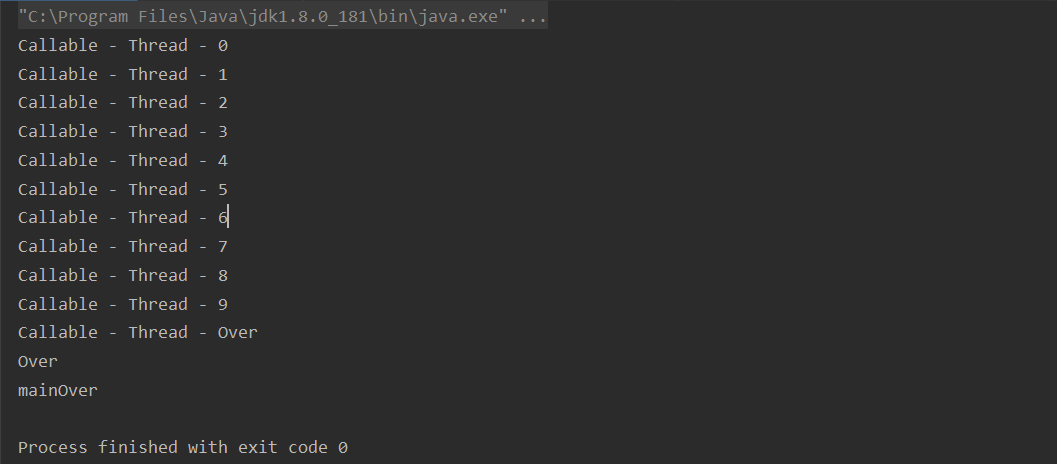 "C:\Program Files\Java\jdk1.8.0_181\bin\java.exe" ...
Callable - Thread - 0
Callable - Thread - 1
Callable - Thread - 2
Callable - Thread - 3
Callable - Thread - 4
Callable - Thread - 5
Callable - Thread - 6
Callable - Thread - 7
Callable - Thread - 8
Callable - Thread - 9
Callable - Thread - Over
Over
mainOver
Process finished with exit code 0